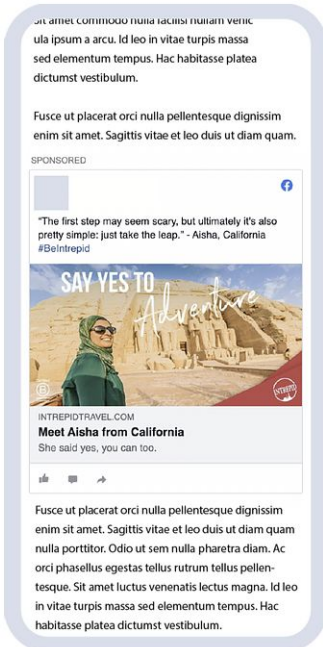 Sit amet commodo nulla facilisi nullam vehic
ula ipsum a arcu. Id leo in vitae turpis massa
sed elementum tempus. Hac habitasse platea
dictumst vestibulum.
Fusce ut placerat orci nulla pellentesque dignissim
enim sit amet. Sagittis vitae et leo duis ut diam quam.
SPONSORED
"The first step may seem scary, but ultimately it's also
pretty simple: just take the leap." - Aisha, California
#BeIntrepid
SAY YES TO
Adventure
INTREPID
B
INTREPIDTRAVEL.COM
Meet Aisha from California
She said yes, you can too.
Fusce ut placerat orci nulla pellentesque dignissim
enim sit amet. Sagittis vitae et leo duis ut diam quam
nulla porttitor. Odio ut sem nulla pharetra diam. Ac
orci phasellus egestas tellus rutrum tellus pellen-
tesque. Sit amet luctus venenatis lectus magna. Id leo
in vitae turpis massa sed elementum tempus. Hac
habitasse platea dictumst vestibulum.